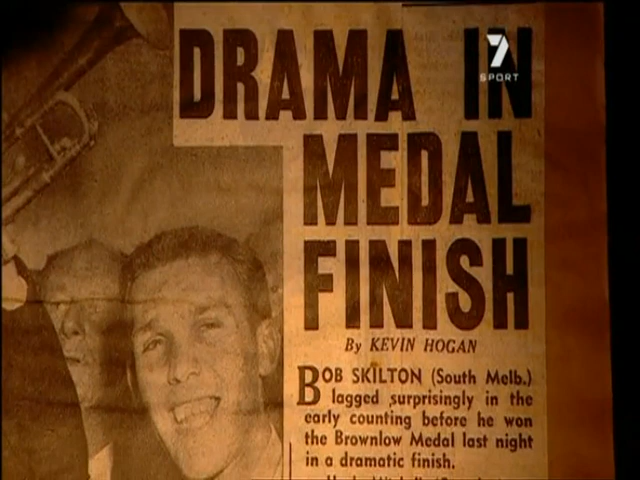 DRAMA IN
7
SPORT
MEDAL
FINISH
By KEVIN HOGAN
BOB SKILTON (South Melb.)
lagged surprisingly in the
early counting before he won
the Brownlow Medal last night
in a dramatic finish.